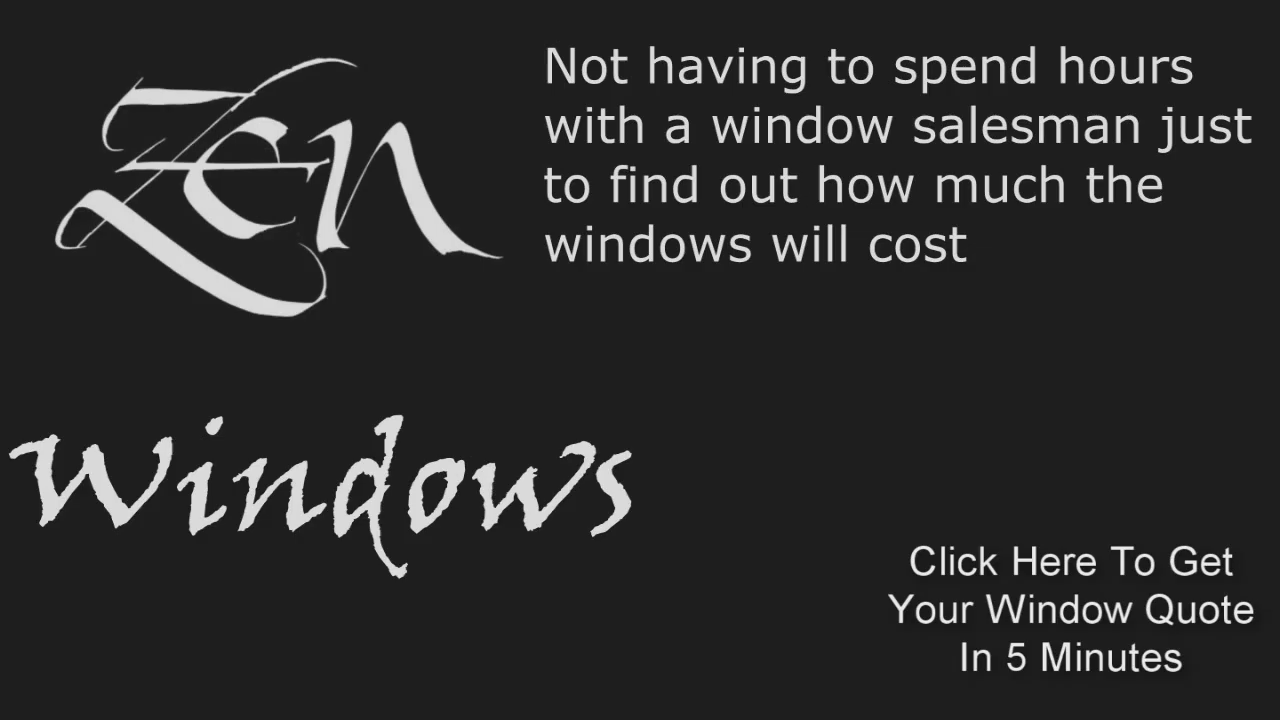 Zen
Not having to spend hours
with a window salesman just
to find out how much the
windows will cost
Windows
Click Here To Get
Your Window Quote
In 5 Minutes